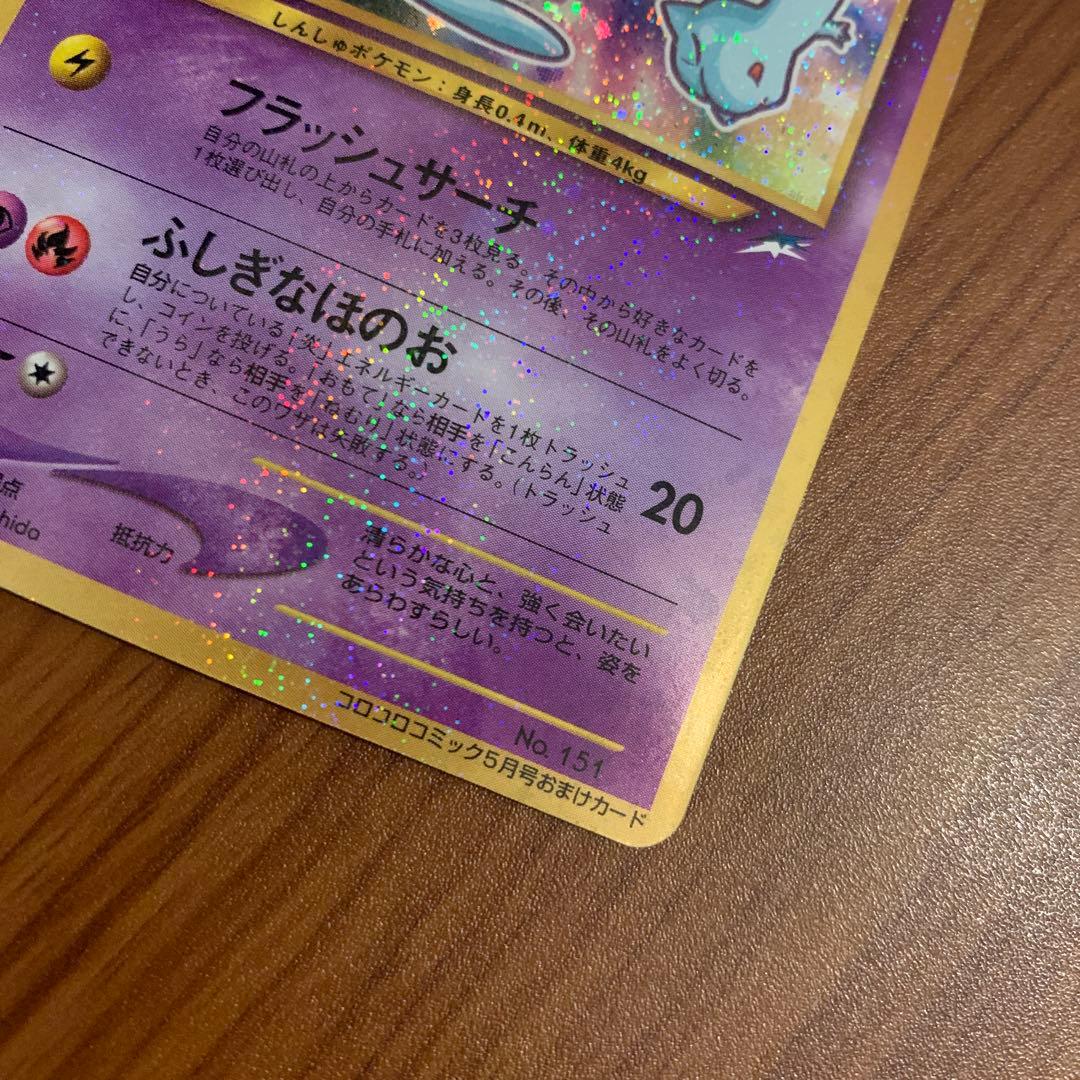 しんしゅポケモン：身長0.4m、体重4kg
フラッシュサーチ
自分の山札の上からカードを3枚見る。その中から好きなカードを
1枚選び出し、自分の手札に加える。その後、その山札をよく切る。
ふしぎなほのお
自分についている「炎」エネルギーカードを1枚トラッシュ
し、コインを投げる。「おもて」なら相手を「こんらん」状態
に、「うら」なら相手を「ねむり」状態にする。（トラッシュ
できないとき、このワザは失敗する。）
20
点
hida
抵抗力
清らかな心と、強く会いたい
という気持ちを持つと、姿を
あらわすらしい。
No. 151
コロコロコミック5月号おまけカード